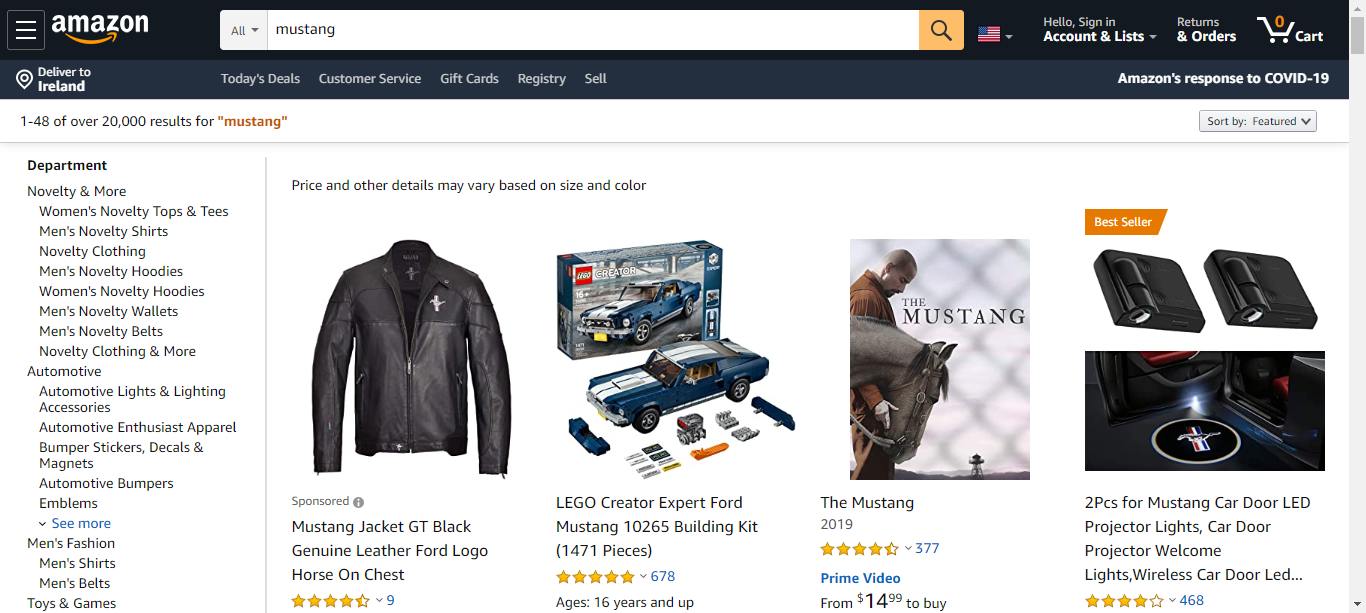 amazon
All
mustang
Hello, Sign in
Account & Lists
Returns
& Orders
0
Cart
Deliver to
Ireland
Today's Deals
Customer Service
Gift Cards
Registry
Sell
Amazon's response to COVID-19
1-48 of over 20,000 results for "mustang"
Sort by: Featured
Department
Novelty & More
Women's Novelty Tops & Tees
Men's Novelty Shirts
Novelty Clothing
Men's Novelty Hoodies
Women's Novelty Hoodies
Men's Novelty Wallets
Men's Novelty Belts
Novelty Clothing & More
Automotive
Automotive Lights & Lighting
Accessories
Automotive Enthusiast Apparel
Bumper Stickers, Decals &
Magnets
Automotive Bumpers
Emblems
See more
Men's Fashion
Men's Shirts
Men's Belts
Toys & Games
Price and other details may vary based on size and color
Sponsored
Mustang Jacket GT Black
Genuine Leather Ford Logo
Horse On Chest
9
LEGO
CREATOR
16+
LEGO Creator Expert Ford
Mustang 10265 Building Kit
(1471 Pieces)
678
Ages: 16 years and up
THE
MUSTANG
The Mustang
2019
377
Prime Video
From $14.99 to buy
Best Seller
2Pcs for Mustang Car Door LED
Projector Lights, Car Door
Projector Welcome
Lights,Wireless Car Door Led...
468